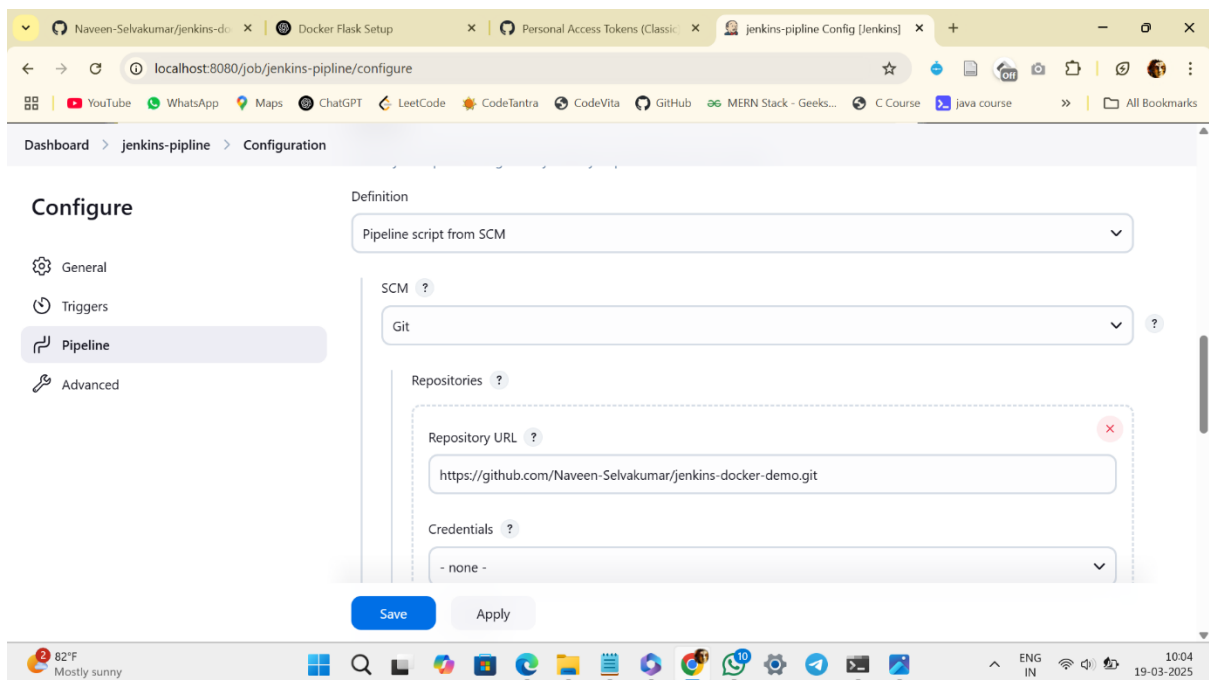 Naveen-Selvakumar/jenkins-do
Docker Flask Setup
Personal Access Tokens (Classic)
jenkins-pipline Config [Jenkins]
localhost:8080/job/jenkins-pipline/configure
Off
YouTube
WhatsApp
Maps
ChatGPT
LeetCode
CodeTantra
CodeVita
GitHub
MERN Stack - Geeks...
C Course
java course
All Bookmarks
Dashboard > jenkins-pipline > Configuration
Configure
General
Triggers
Pipeline
Advanced
Definition
Pipeline script from SCM
SCM ?
Git
?
Repositories ?
Repository URL ?
https://github.com/Naveen-Selvakumar/jenkins-docker-demo.git
Credentials ?
- none -
Save
Apply
2
82°F
Mostly sunny
10
ENG
IN
10:04
19-03-2025